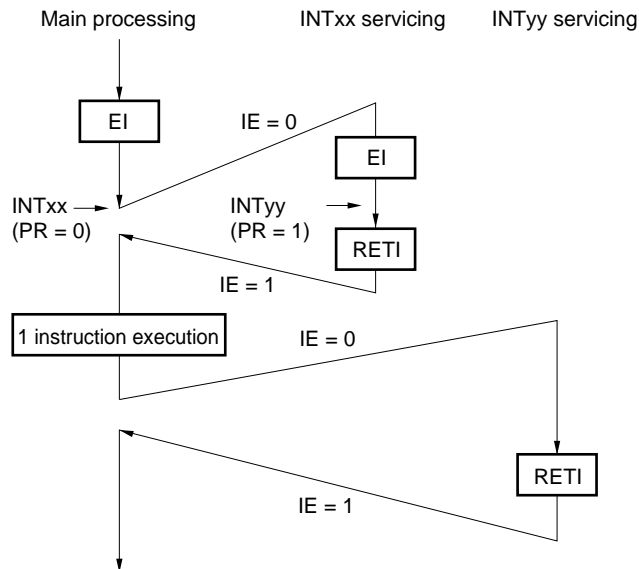 Main processing
INTxx servicing
INTyy servicing
EI
IE = 0
EI
INTxx
(PR = 0)
INTyy
(PR = 1)
RETI
IE = 1
1 instruction execution
IE = 0
RETI
IE = 1